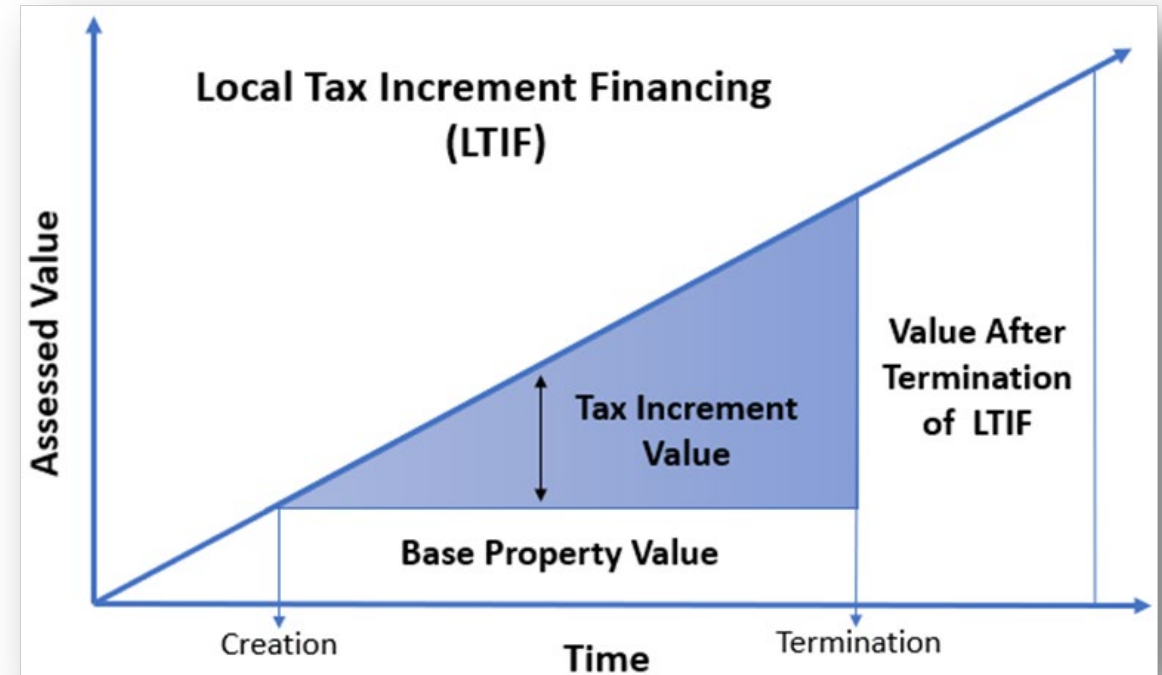 Local Tax Increment Financing
(LTIF)
Assessed Value
Tax Increment
Value
Value After
Termination
of LTIF
Base Property Value
Creation
Termination
Time